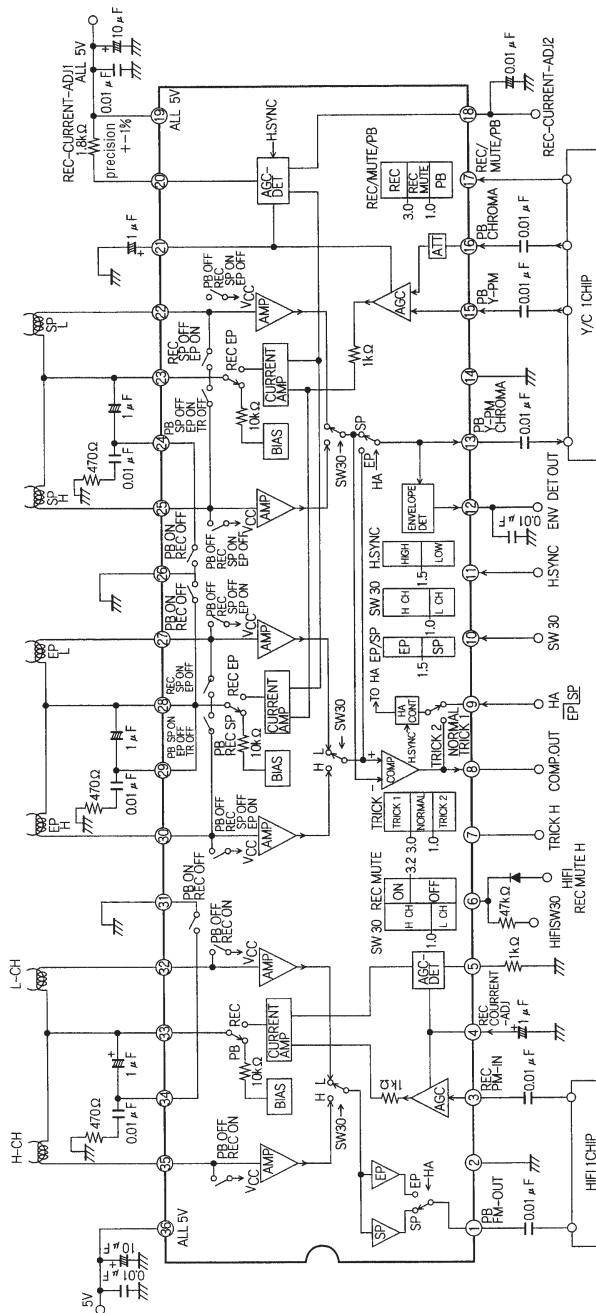 REC-CURRENT-ADJ1
ALL 5V
10 μF
0.01 μF
1.8kΩ
precision
+-1%
19
ALL 5V
20
H.SYNC
AGC-
DET
18
0.01 μF
REC-CURRENT-ADJ2
REC/MUTE/PB
REC
3.0
REC
MUTE
1.0
PB
17
REC/
MUTE/PB
1 μF
21
ATT
16
PB
CHROMA
0.01 μF
SP
L
22
PB OFF
REC
SP ON
EP OFF
VCC
AMP
AGC
15
PB
Y-PM
0.01 μF
Y/C 1CHIP
REC
SP OFF
EP ON
23
REC EP
CURRENT
AMP
1kΩ
14
1 μF
24
PB
SP OFF
EP ON
TR OFF
10kΩ
BIAS
SP
EP
HA
SW30
13
PB
Y-PM
CHROMA
0.01 μF
470Ω
0.01 μF
SP
H
25
PB OFF
REC
SP ON
EP OFF
VCC
AMP
ENVELOPE
DET
12
ENV DET OUT
0.01 μF
26
PB ON
REC OFF
H.SYNC
HIGH
1.5
LOW
11
H.SYNC
PB ON
REC OFF
SW 30
H CH
1.0
L CH
EP
L
27
PB OFF
REC
SP OFF
EP ON
VCC
AMP
EP/SP
EP
1.5
SP
10
SW 30
REC
SP ON
EP OFF
28
REC EP
CURRENT
AMP
TO HA
HA
CONT
H.SYNC
9
HA
EP/SP
1 μF
29
PB SP ON
EP OFF
TR OFF
PB
REC SP
10kΩ
BIAS
H
L
SW30
+
COMP
-
TRICK 2
NORMAL
TRICK 1
8
COMP.OUT
470Ω
0.01 μF
EP
H
30
PB OFF
REC
SP OFF
EP ON
VCC
AMP
TRICK
TRICK 1
3.0
NORMAL
1.0
TRICK 2
7
TRICK H
31
PB ON
REC OFF
REC MUTE
ON
3.2
OFF
SW 30
H CH
1.0
L CH
6
HIFI
REC MUTE H
47kΩ
HIFISW30
L-CH
32
PB OFF
REC ON
VCC
AMP
AGC-
DET
5
1kΩ
33
REC
PB
CURRENT
AMP
4
REC
COURRENT
-ADJ
1 μF
1 μF
34
10kΩ
BIAS
H
L
SW30
1kΩ
AGC
3
REC
PM-IN
0.01 μF
470Ω
0.01 μF
H-CH
35
PB OFF
REC ON
VCC
AMP
EP
EP
HA
2
HIFI1CHIP
SP
SP
1
PB
FM-OUT
0.01 μF
36
ALL 5V
5V
10 μF
0.01 μF